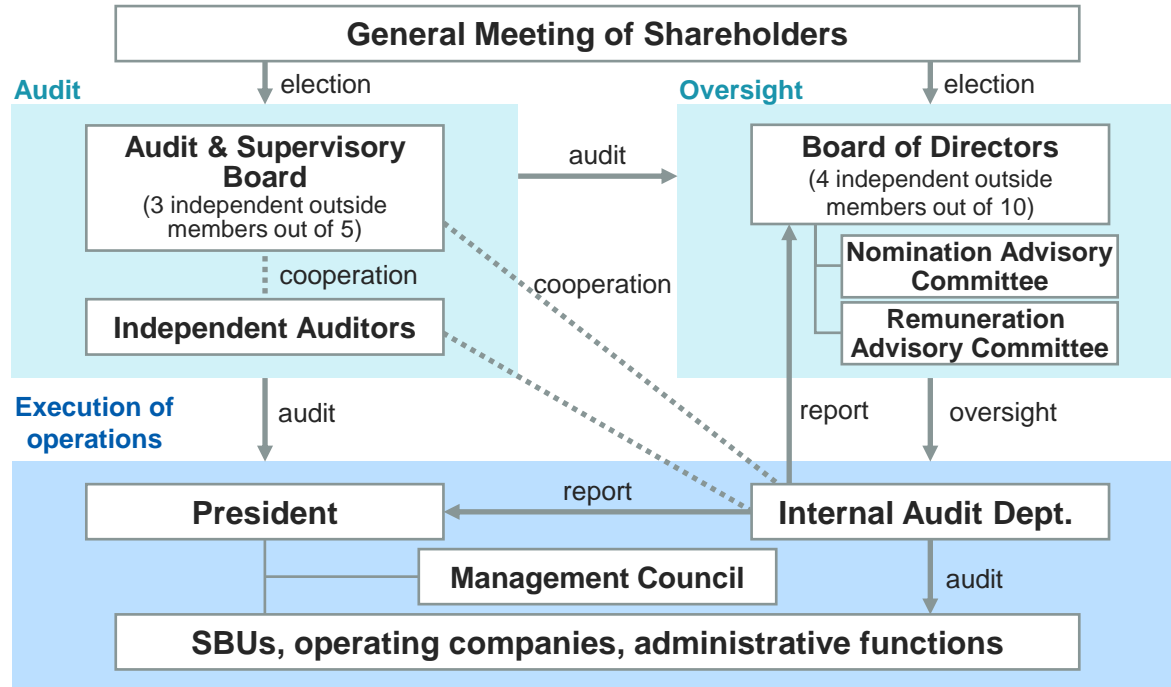 General Meeting of Shareholders
election
election
Audit
Oversight
Audit & Supervisory
Board
(3 independent outside
members out of 5)
audit
Board of Directors
(4 independent outside
members out of 10)
cooperation
cooperation
Nomination Advisory
Committee
Independent Auditors
Remuneration
Advisory Committee
Execution of
operations
audit
report
oversight
President
report
Internal Audit Dept.
Management Council
audit
SBUs, operating companies, administrative functions